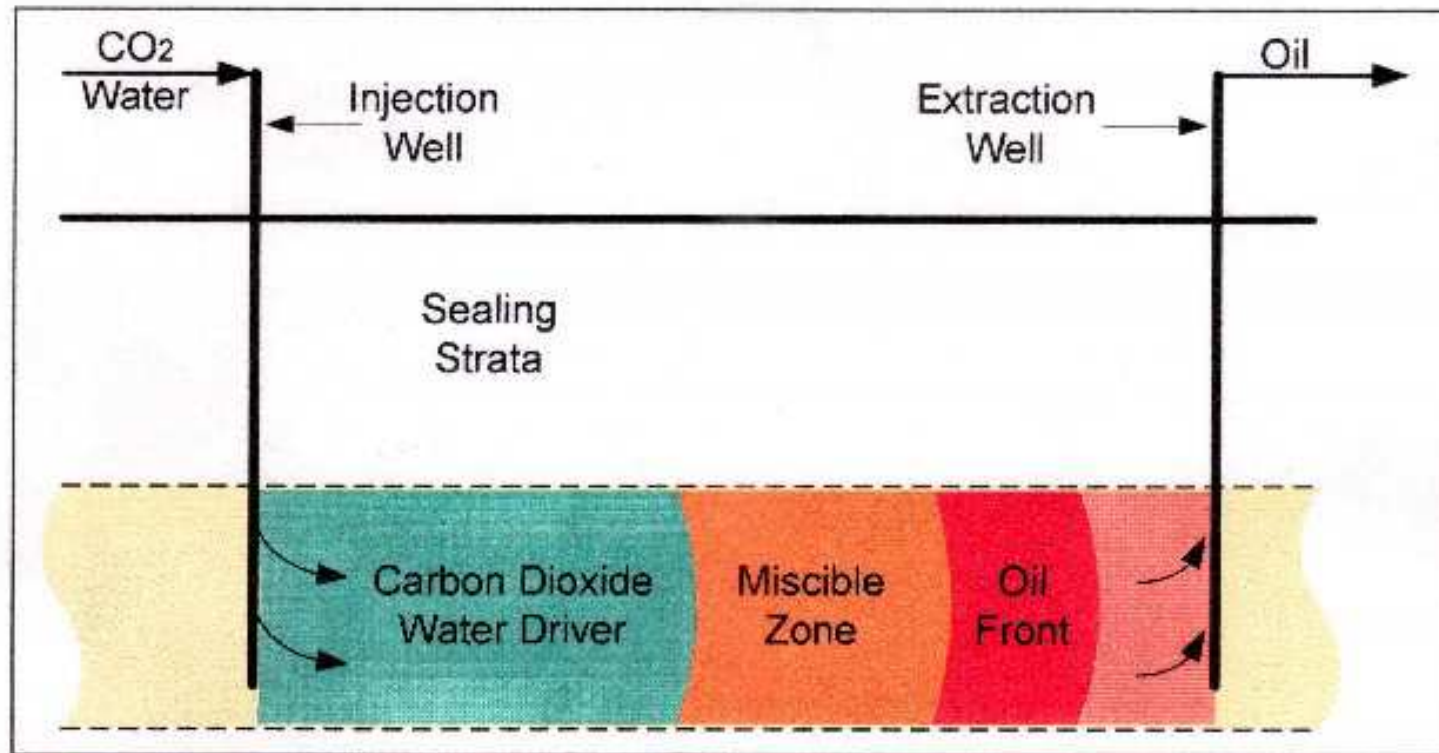 CO2
Water
Injection
Well
Extraction
Well
Oil
Sealing
Strata
Carbon Dioxide
Water Driver
Miscible
Zone
Oil
Front